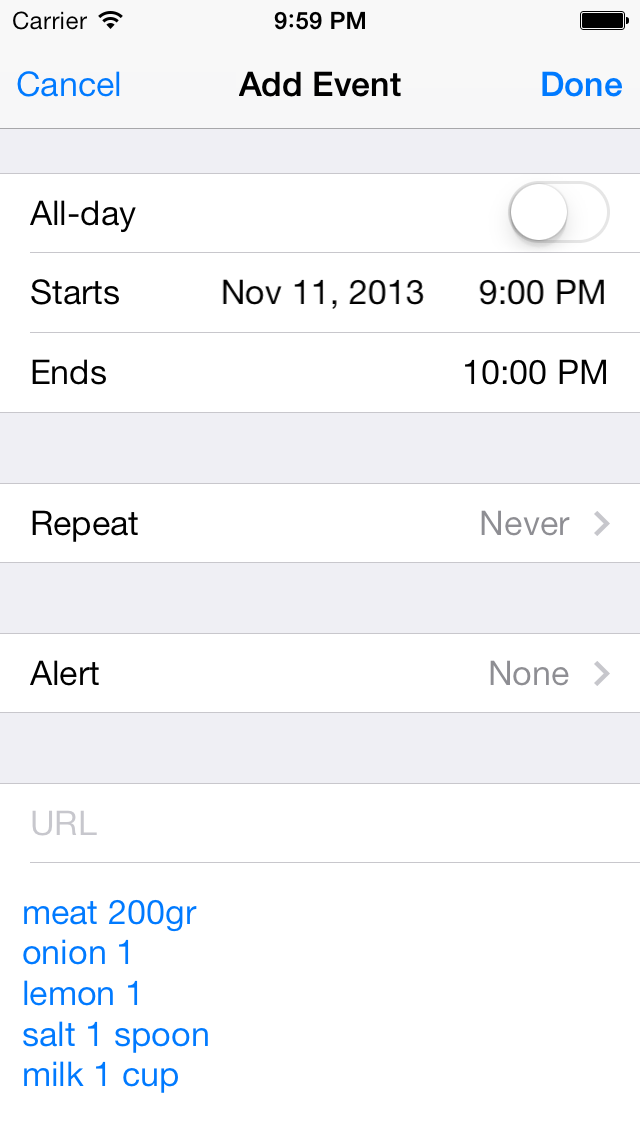 Carrier 9:59 PM
Cancel Add Event Done
All-day
Starts Nov 11, 2013 9:00 PM
Ends 10:00 PM
Repeat Never
Alert None
URL
meat 200gr
onion 1
lemon 1
salt 1 spoon
milk 1 cup